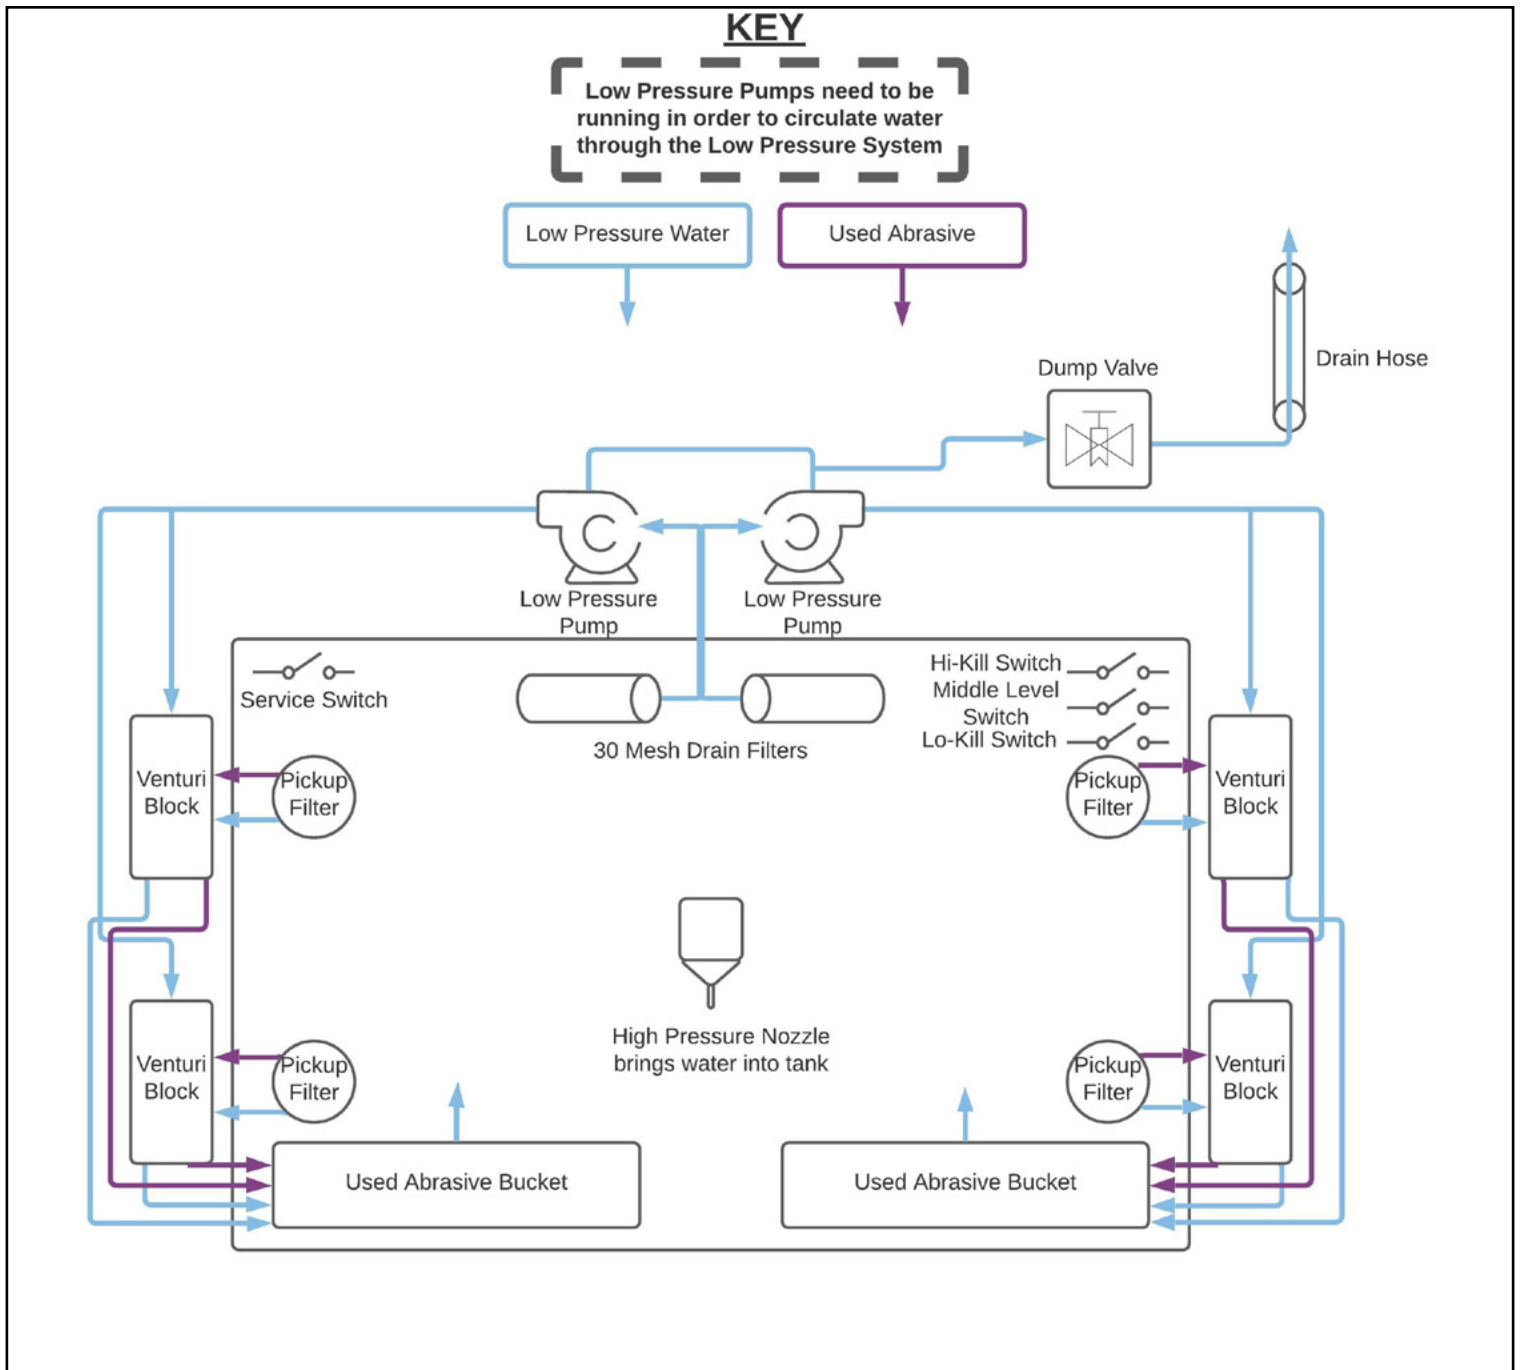 KEY
Low Pressure Pumps need to be
running in order to circulate water
through the Low Pressure System
Low Pressure Water
Used Abrasive
Drain Hose
Dump Valve
Low Pressure
Pump
Low Pressure
Pump
Service Switch
Hi-Kill Switch
Middle Level
Switch
Lo-Kill Switch
30 Mesh Drain Filters
Venturi
Block
Pickup
Filter
Pickup
Filter
Venturi
Block
High Pressure Nozzle
brings water into tank
Venturi
Block
Pickup
Filter
Pickup
Filter
Venturi
Block
Used Abrasive Bucket
Used Abrasive Bucket